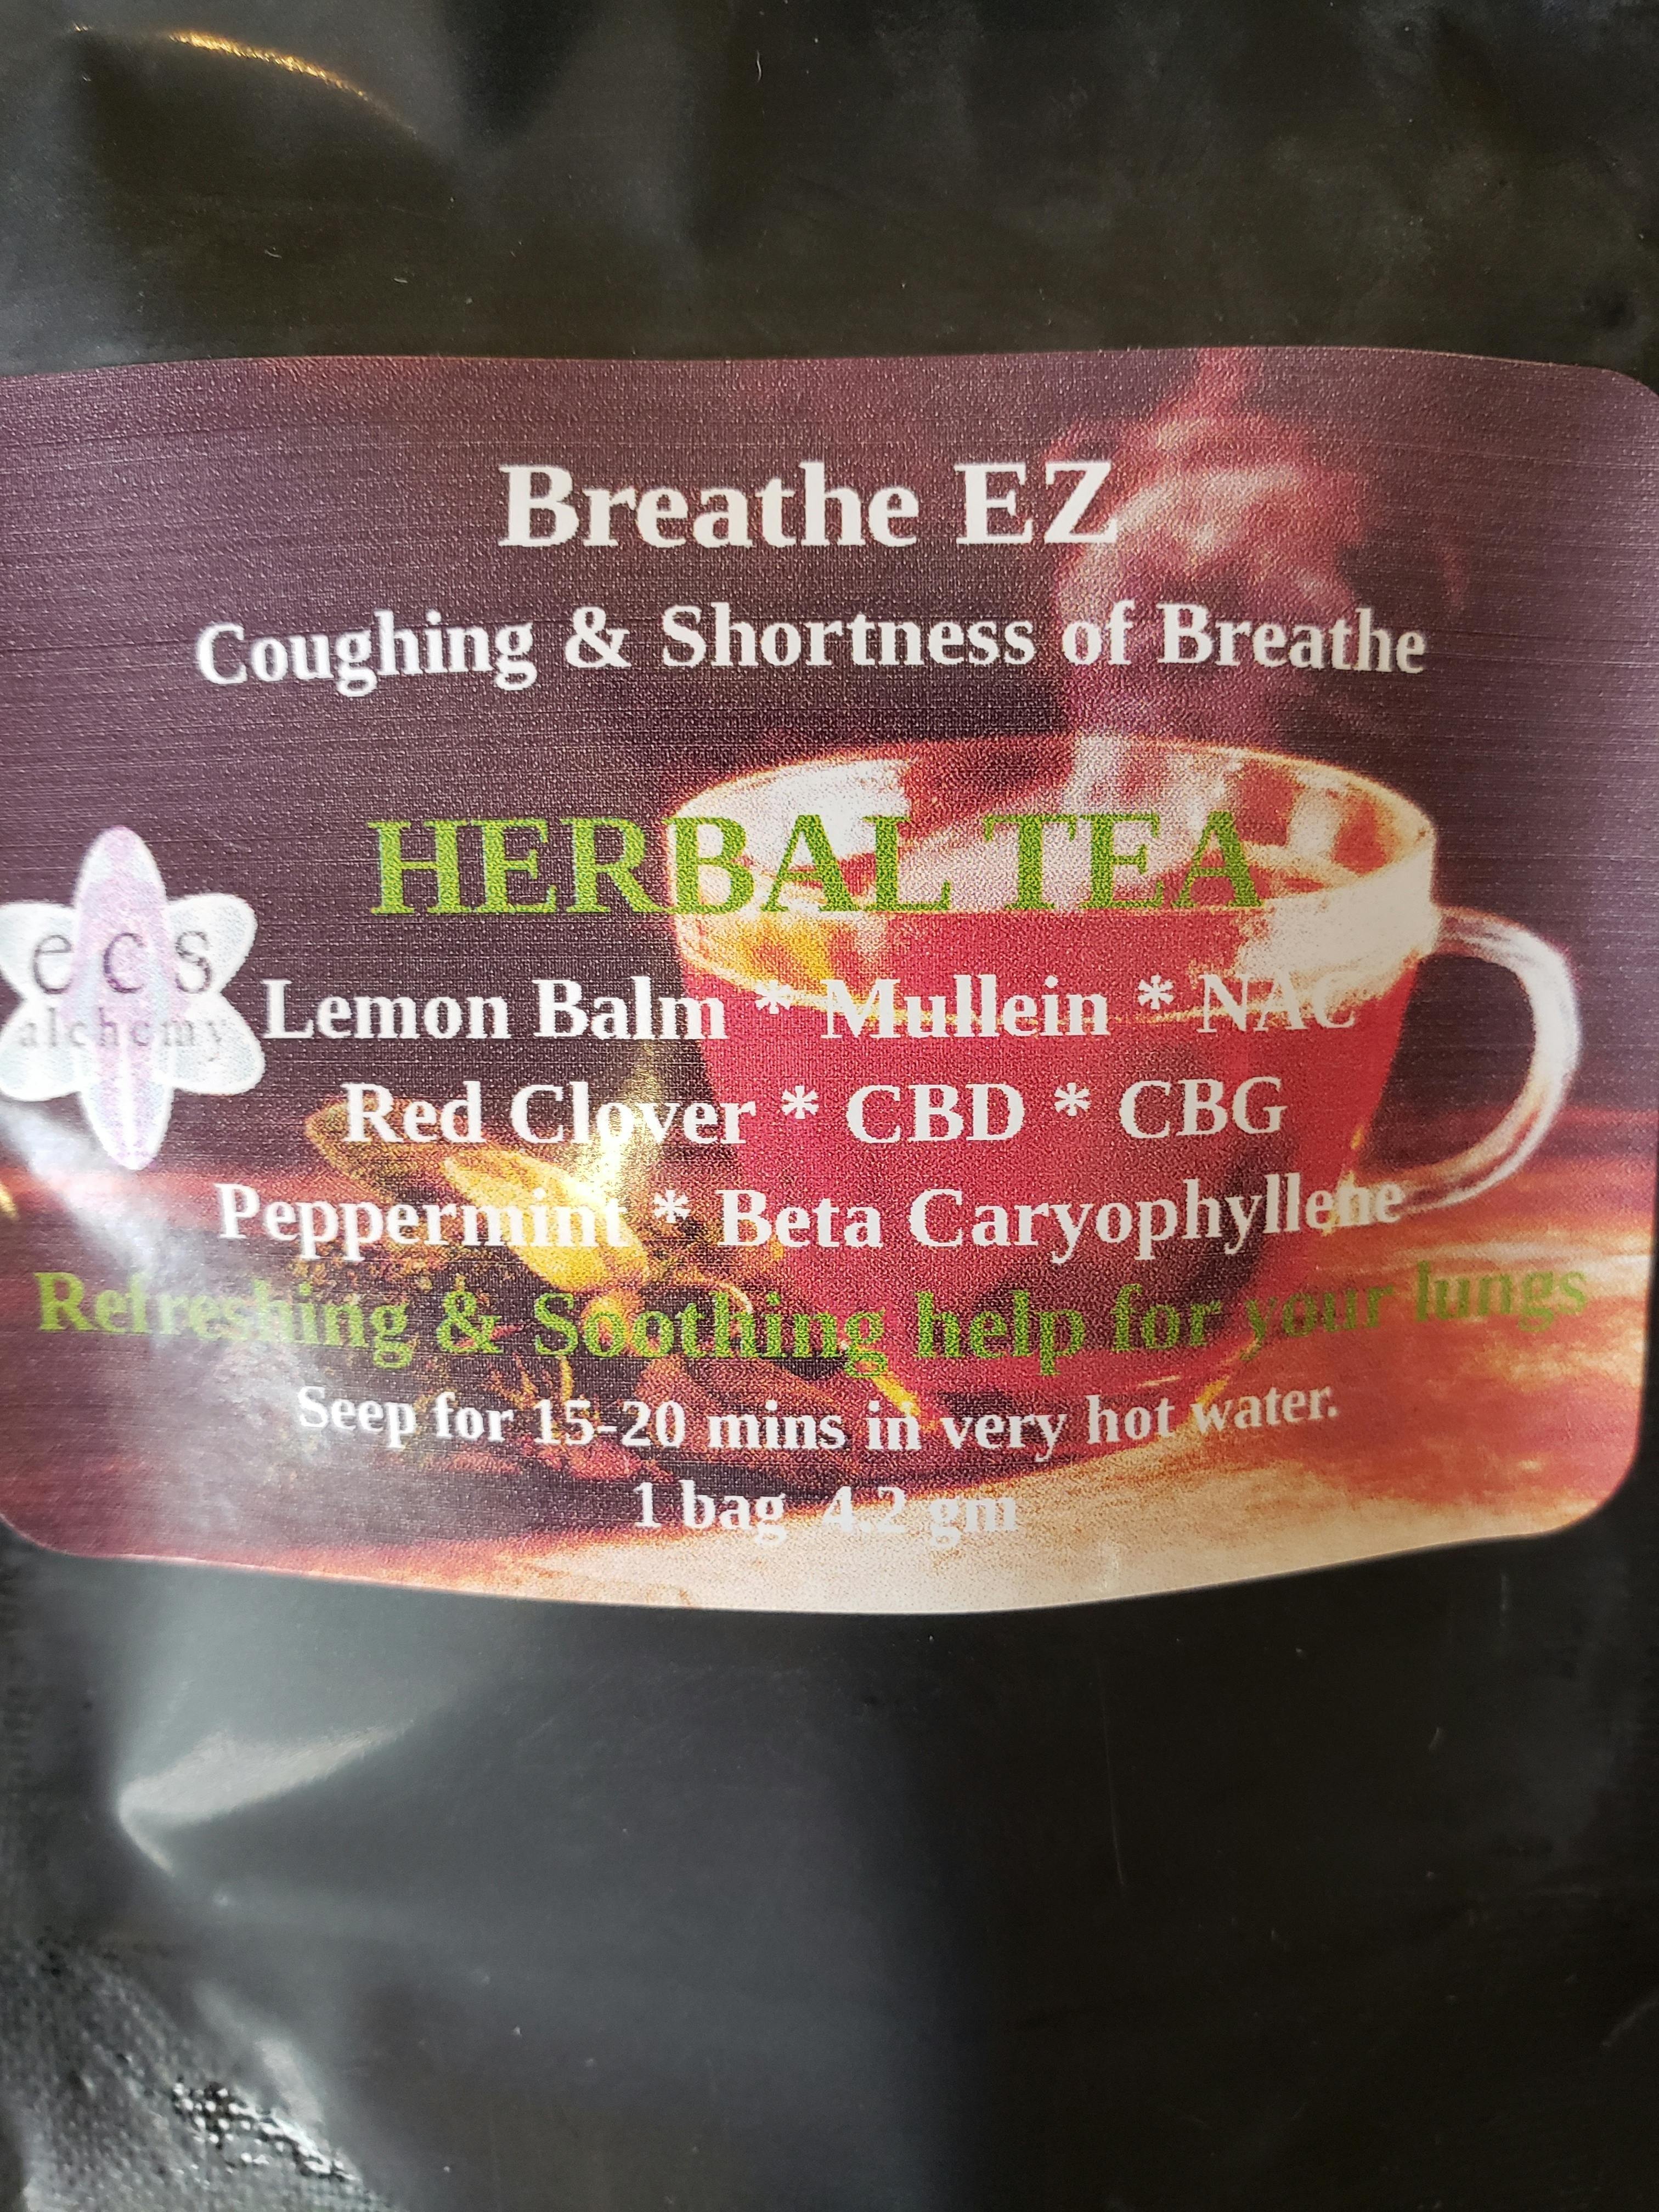 Breathe EZ
Coughing & Shortness of Breathe
HERBAL TEA
ecs
alchemy
Lemon Balm * Mullein * NAC
Red Clover * CBD * CBG
Peppermint * Beta Caryophyllene
Refreshing & Soothing help for your lungs
Seep for 15-20 mins in very hot water.
1 bag 4.2 gm